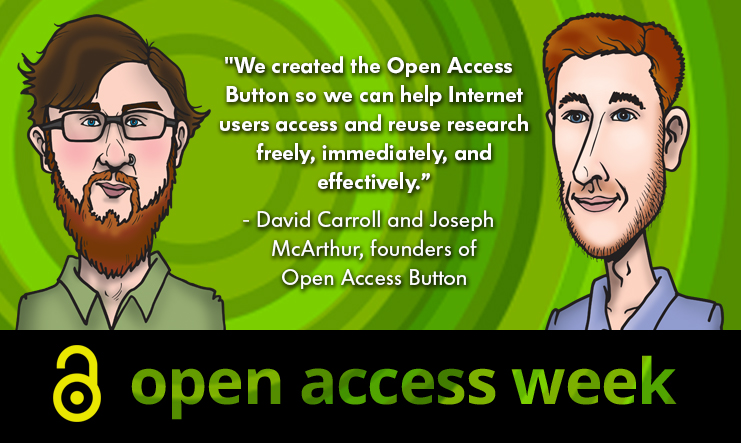 "We created the Open Access
Button so we can help Internet
users access and reuse research
freely, immediately, and
effectively.”
- David Carroll and Joseph
McArthur, founders of
Open Access Button
open access week